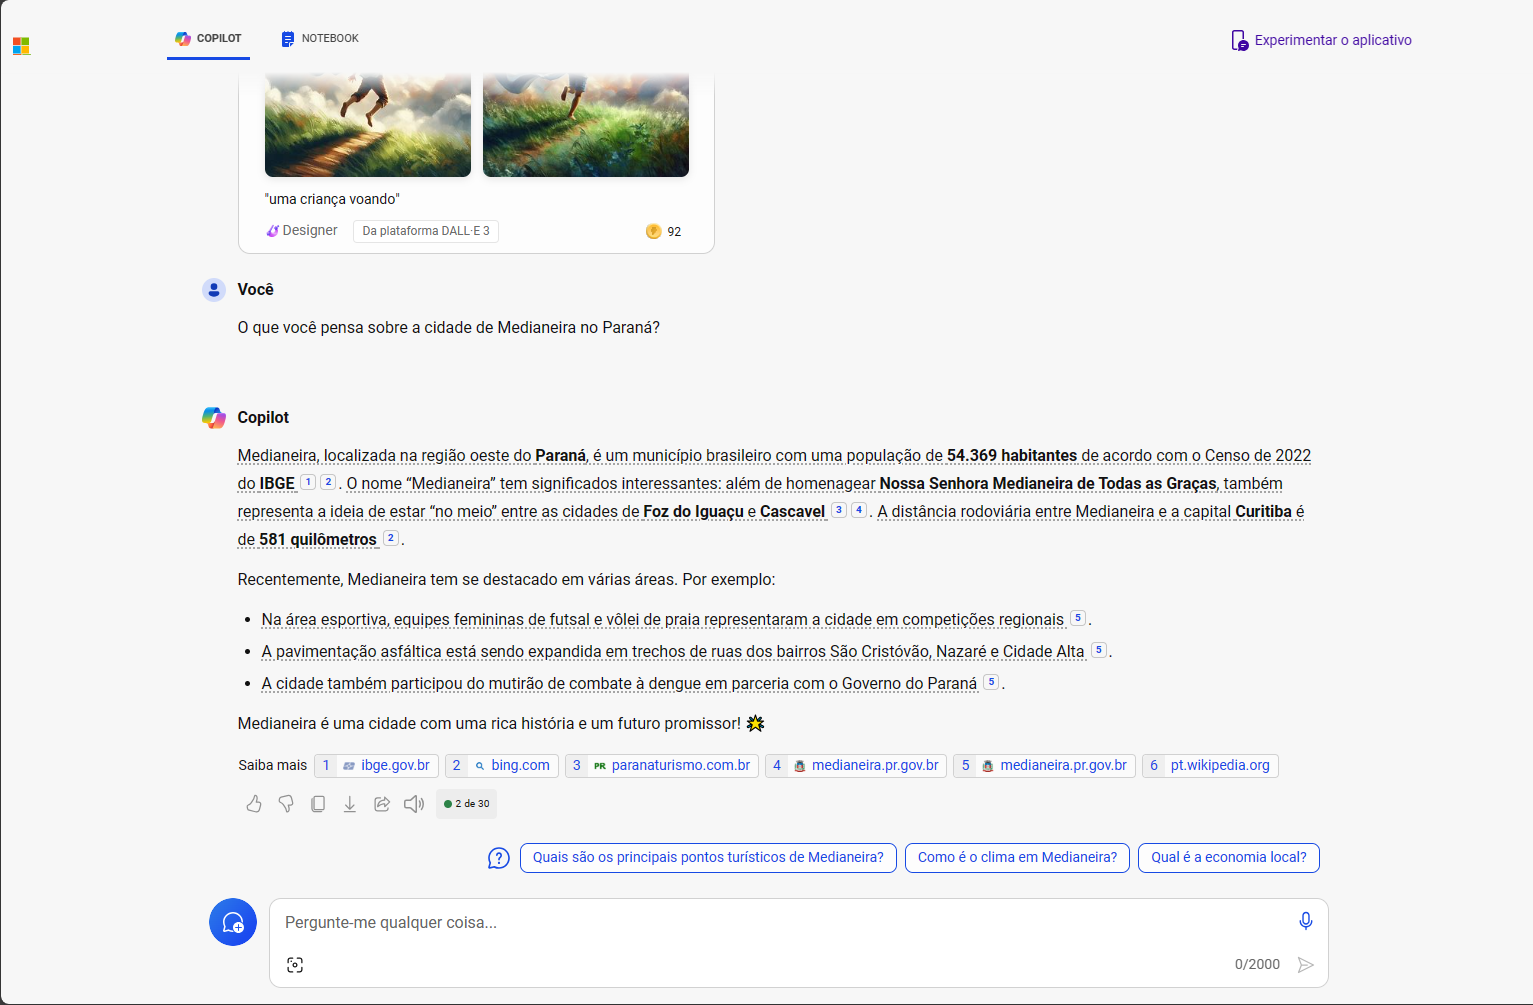 COPILOT
NOTEBOOK
Experimentar o aplicativo
"uma criança voando"
Designer
Da plataforma DALL·E 3
92
Você
O que você pensa sobre a cidade de Medianeira no Paraná?
Copilot
Medianeira, localizada na região oeste do Paraná, é um município brasileiro com uma população de 54.369 habitantes de acordo com o Censo de 2022
do IBGE 1 2 . O nome “Medianeira” tem significados interessantes: além de homenagear Nossa Senhora Medianeira de Todas as Graças, também
representa a ideia de estar “no meio” entre as cidades de Foz do Iguaçu e Cascavel 3 4 . A distância rodoviária entre Medianeira e a capital Curitiba é
de 581 quilômetros 2 .
Recentemente, Medianeira tem se destacado em várias áreas. Por exemplo:
• Na área esportiva, equipes femininas de futsal e vôlei de praia representaram a cidade em competições regionais 5 .
• A pavimentação asfáltica está sendo expandida em trechos de ruas dos bairros São Cristóvão, Nazaré e Cidade Alta 5 .
• A cidade também participou do mutirão de combate à dengue em parceria com o Governo do Paraná 5 .
Medianeira é uma cidade com uma rica história e um futuro promissor! 🌟
Saiba mais 1 ibge.gov.br 2 bing.com 3 PR paranaturismo.com.br 4 medianeira.pr.gov.br 5 medianeira.pr.gov.br 6 pt.wikipedia.org
2 de 30
Quais são os principais pontos turísticos de Medianeira? Como é o clima em Medianeira? Qual é a economia local?
Pergunte-me qualquer coisa...
0/2000